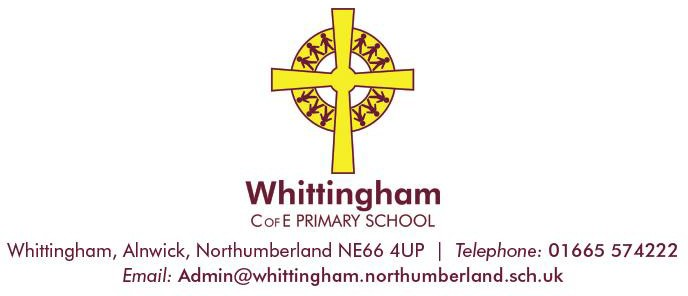 Whittingham
C OF E PRIMARY SCHOOL
Whittingham, Alnwick, Northumberland NE66 4UP | Telephone: 01665 574222
Email: Admin@whittingham.northumberland.sch.uk